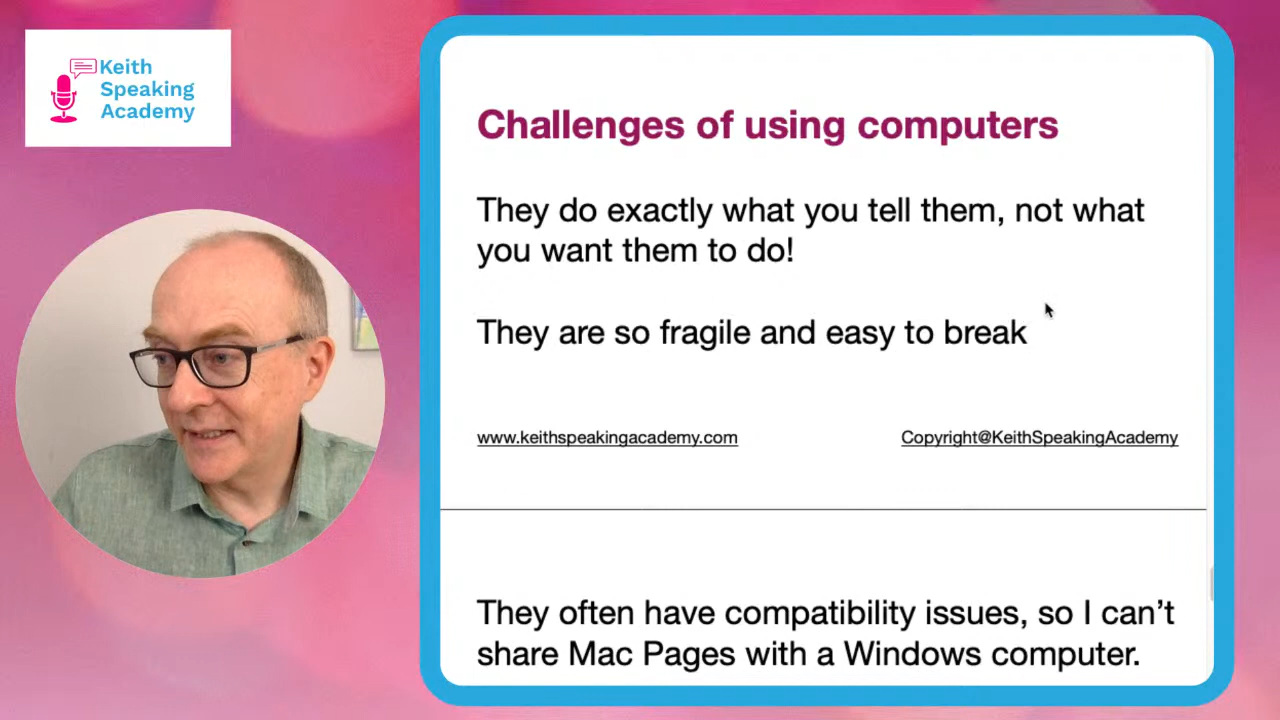 Keith
Speaking
Academy
Challenges of using computers
They do exactly what you tell them, not what
you want them to do!
They are so fragile and easy to break
www.keithspeakingacademy.com
Copyright@KeithSpeakingAcademy
They often have compatibility issues, so I can’t
share Mac Pages with a Windows computer.